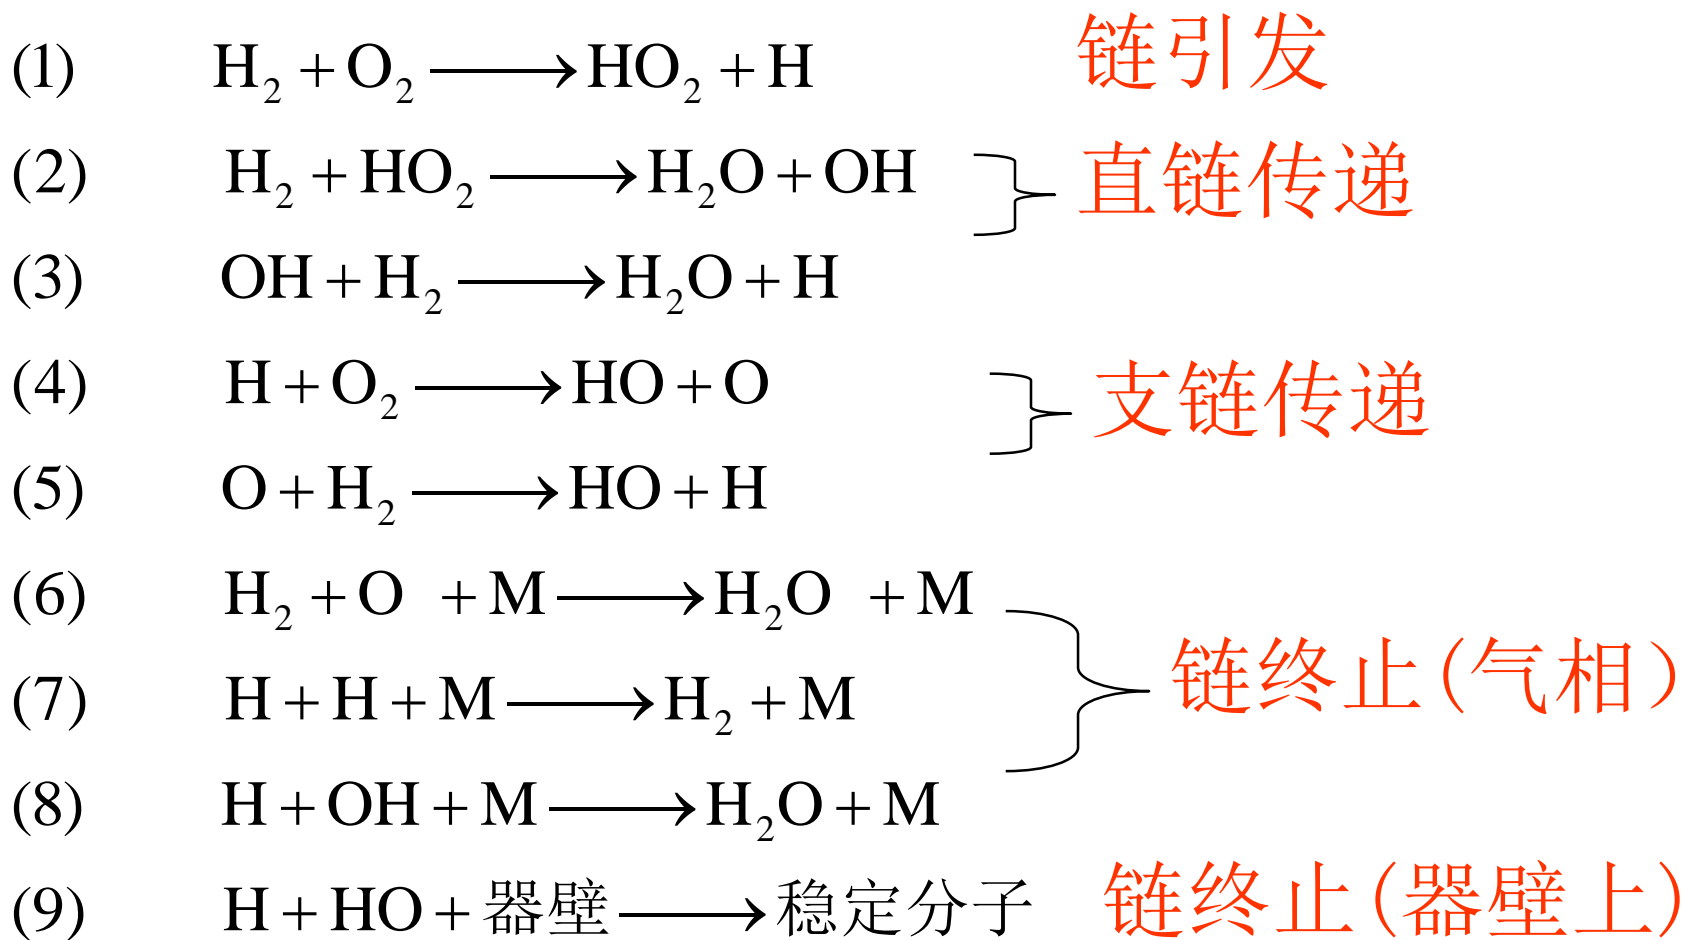 (1) H₂ + O₂ ⟶ HO₂ + H 链引发
(2) H₂ + HO₂ ⟶ H₂O + OH 直链传递
(3) OH + H₂ ⟶ H₂O + H
(4) H + O₂ ⟶ HO + O 支链传递
(5) O + H₂ ⟶ HO + H
(6) H₂ + O + M ⟶ H₂O + M
(7) H + H + M ⟶ H₂ + M 链终止(气相）
(8) H + OH + M ⟶ H₂O + M
(9) H + HO + 器壁 ⟶ 稳定分子 链终止(器壁上)